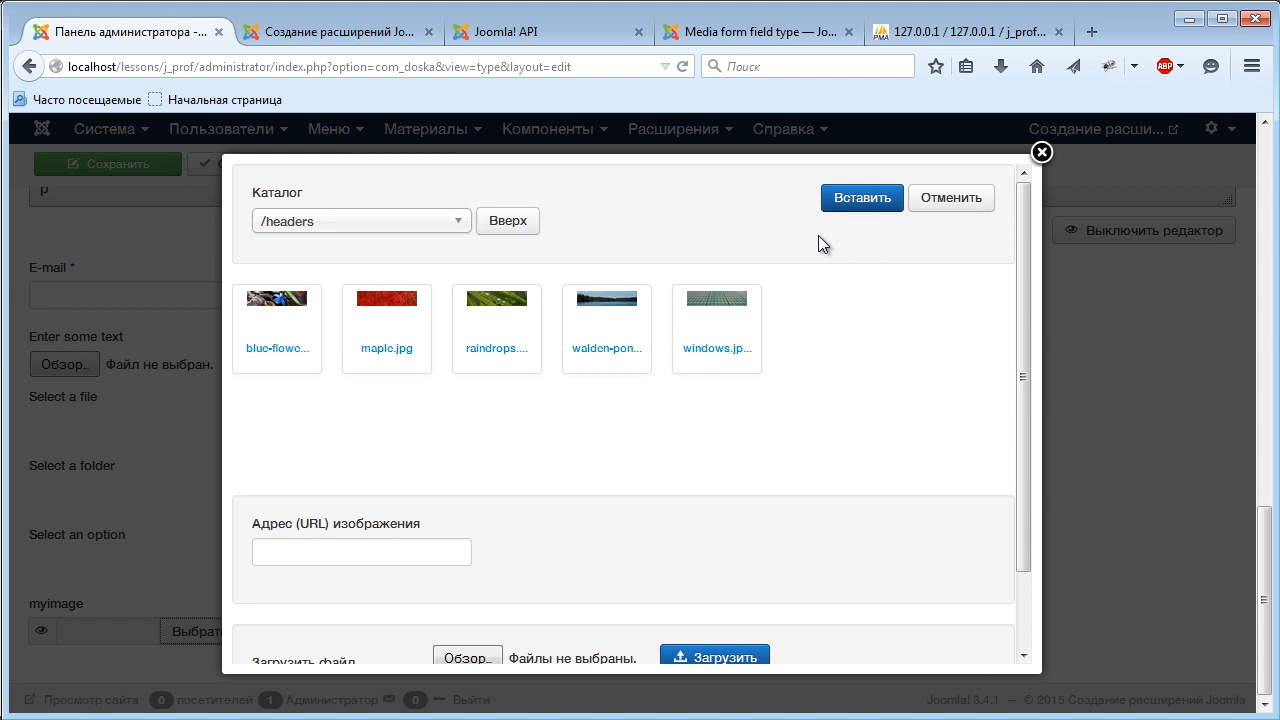 Панель администратора -...
Создание расширений Jo...
Joomla! API
Media form field type — Jo...
127.0.0.1 / 127.0.0.1 / j_prof...
localhost/lessons/j_prof/administrator/index.php?option=com_doska&view=type&layout=edit
Поиск
ABP
Часто посещаемые
Начальная страница
Система
Пользователи
Меню
Материалы
Компоненты
Расширения
Справка
Создание расши...
Сохранить
Каталог
Вставить
Отменить
/headers
Вверх
p
Выключить редактор
E-mail *
blue-flowe...
maple.jpg
raindrops....
walden-pon...
windows.jp...
Enter some text
Обзор...
Файл не выбран.
Select a file
Select a folder
Адрес (URL) изображения
Select an option
myimage
Выбрать
Загрузить файл
Обзор...
Файлы не выбраны.
Загрузить
Просмотр сайта
0 посетителей
1 Администратор
0
Выйти
Joomla! 3.4.1 — © 2015 Создание расширений Joomla